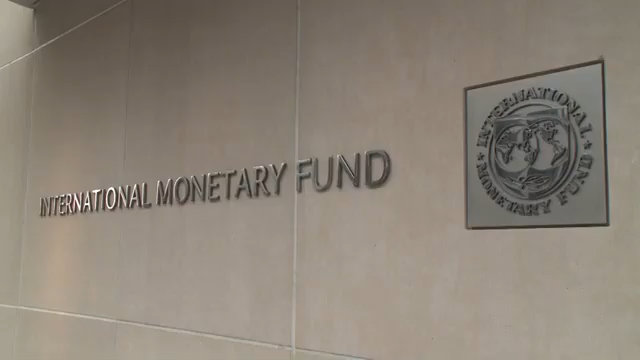 INTERNATIONAL MONETARY FUND
INTERNATIONAL
MONETARY FUND